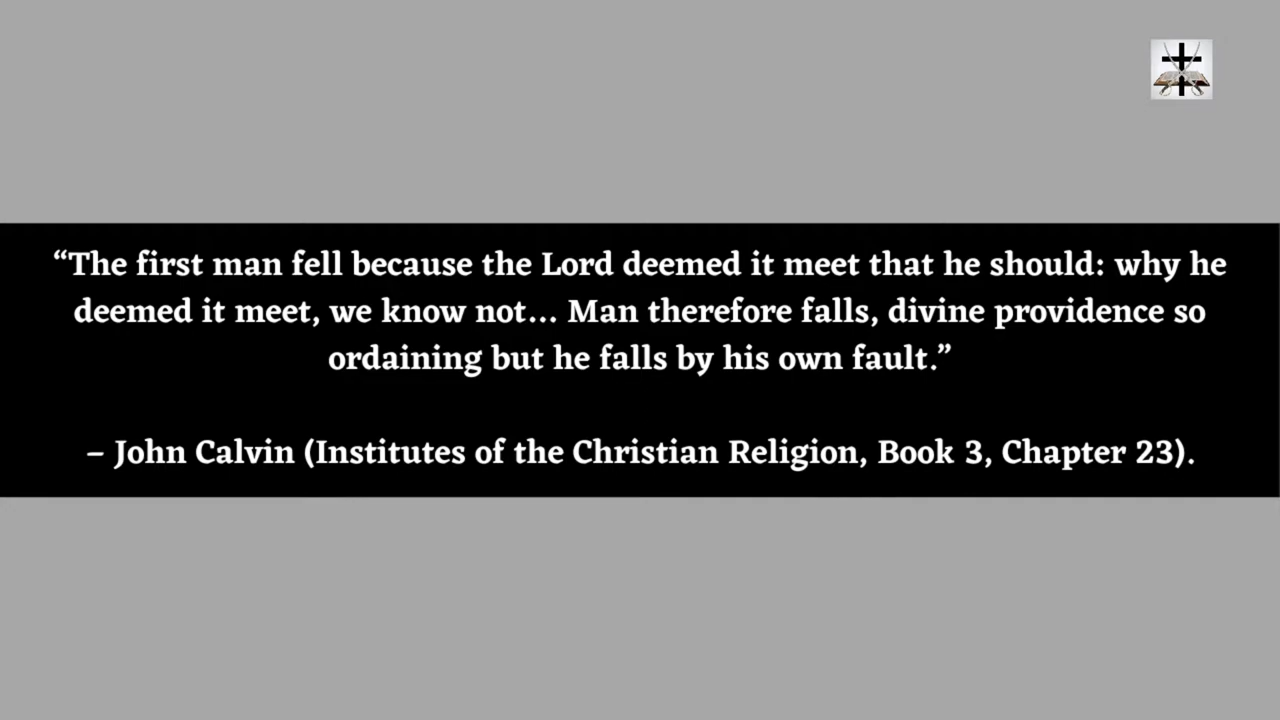 “The first man fell because the Lord deemed it meet that he should: why he
deemed it meet, we know not... Man therefore falls, divine providence so
ordaining but he falls by his own fault.”
– John Calvin (Institutes of the Christian Religion, Book 3, Chapter 23).